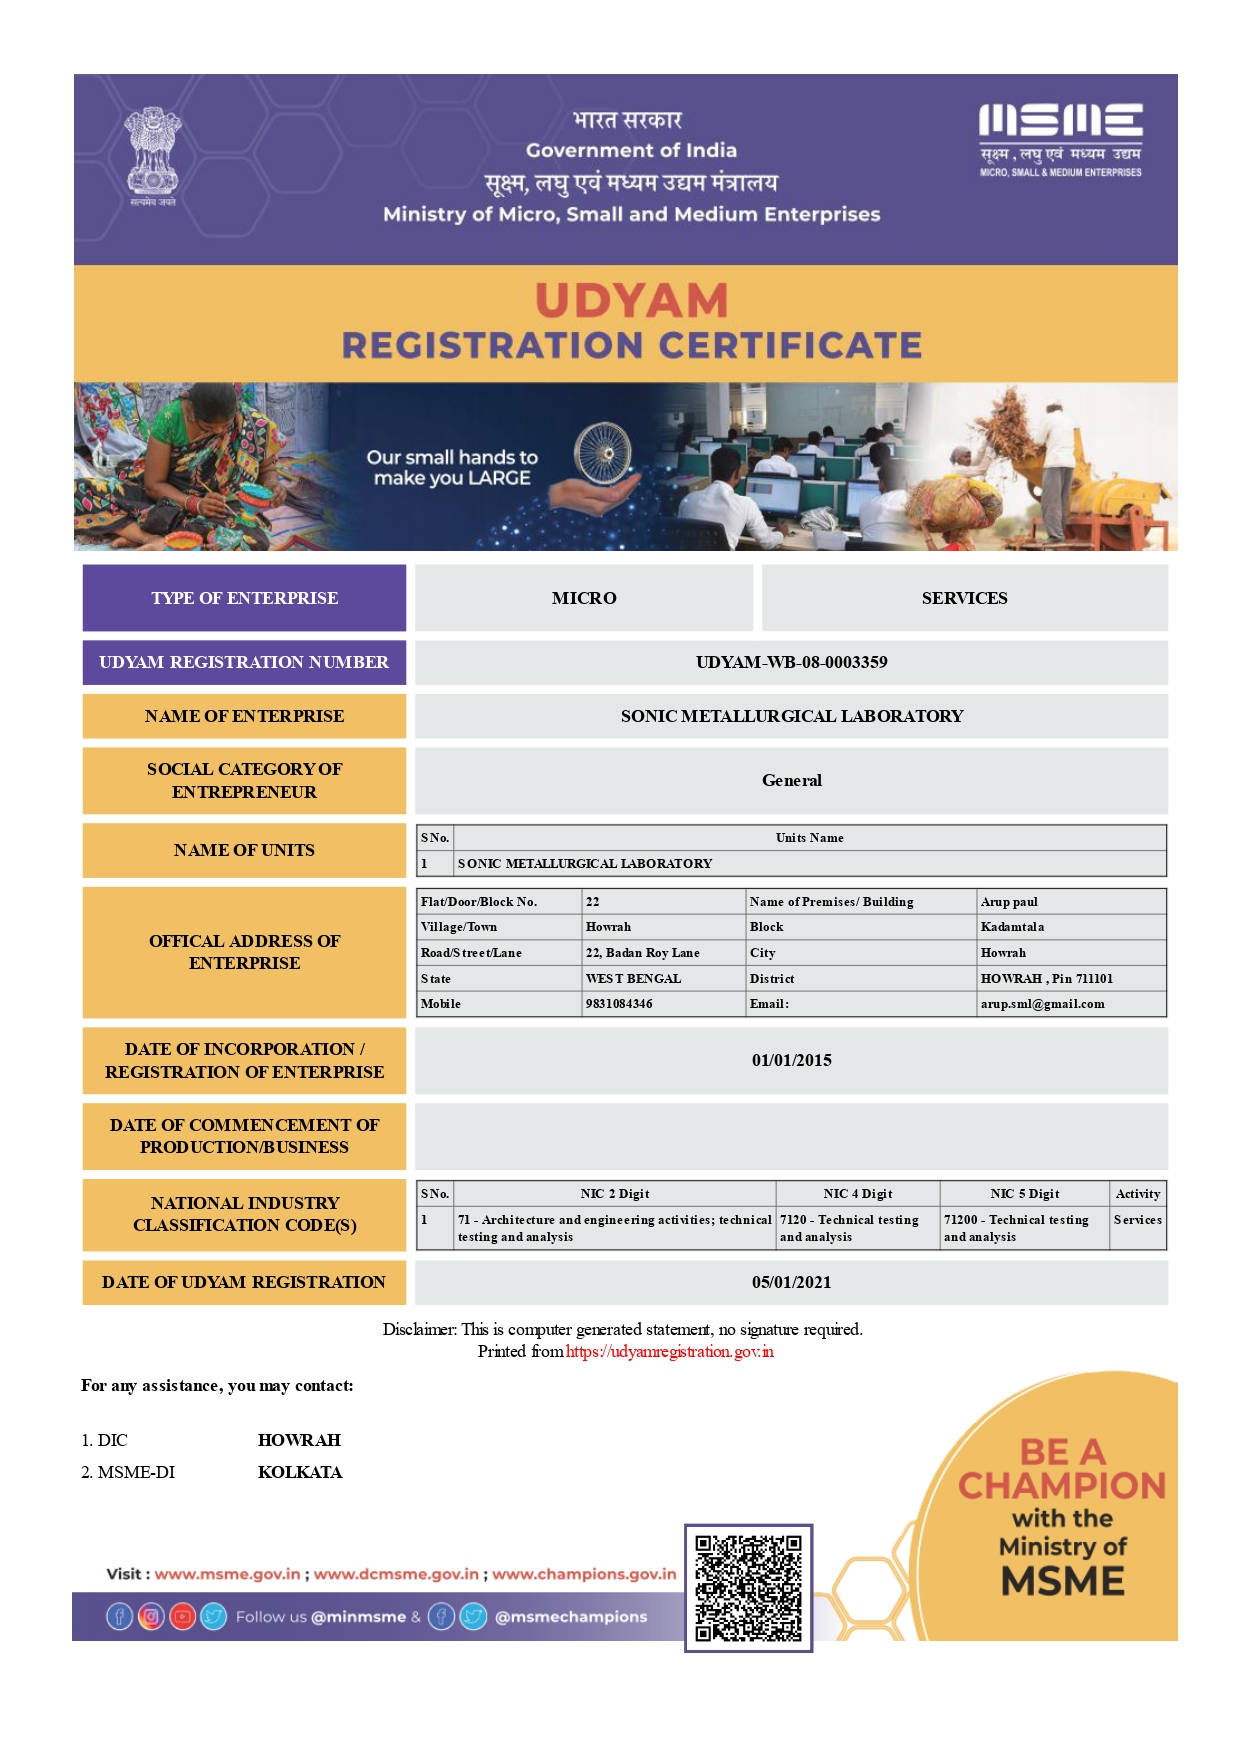 भारत सरकार
Government of India
सूक्ष्म, लघु एवं मध्यम उद्यम मंत्रालय
Ministry of Micro, Small and Medium Enterprises
सत्यमेव जयते
MSME
सूक्ष्म, लघु एवं मध्यम उद्यम
MICRO, SMALL & MEDIUM ENTERPRISES
UDYAM
REGISTRATION CERTIFICATE
Our small hands to
make you LARGE
TYPE OF ENTERPRISE MICRO SERVICES
UDYAM REGISTRATION NUMBER UDYAM-WB-08-0003359
NAME OF ENTERPRISE SONIC METALLURGICAL LABORATORY
SOCIAL CATEGORY OF
ENTREPRENEUR
General
NAME OF UNITS
SNo. Units Name
1 SONIC METALLURGICAL LABORATORY
OFFICAL ADDRESS OF
ENTERPRISE
Flat/Door/Block No. 22 Name of Premises/ Building Arup paul
Village/Town Howrah Block Kadamtala
Road/Street/Lane 22, Badan Roy Lane City Howrah
State WEST BENGAL District HOWRAH , Pin 711101
Mobile 9831084346 Email: arup.sml@gmail.com
DATE OF INCORPORATION /
REGISTRATION OF ENTERPRISE
01/01/2015
DATE OF COMMENCEMENT OF
PRODUCTION/BUSINESS
NATIONAL INDUSTRY
CLASSIFICATION CODE(S)
SNo. NIC 2 Digit NIC 4 Digit NIC 5 Digit Activity
1 71 - Architecture and engineering activities; technical 7120 - Technical testing 71200 - Technical testing Services
testing and analysis and analysis and analysis
DATE OF UDYAM REGISTRATION 05/01/2021
Disclaimer: This is computer generated statement, no signature required.
Printed from https://udyamregistration.gov.in
For any assistance, you may contact:
1. DIC HOWRAH
2. MSME-DI KOLKATA
BE A
CHAMPION
with the
Ministry of
MSME
Visit : www.msme.gov.in ; www.dcmsme.gov.in ; www.champions.gov.in
Follow us @minmsme & @msmechampions